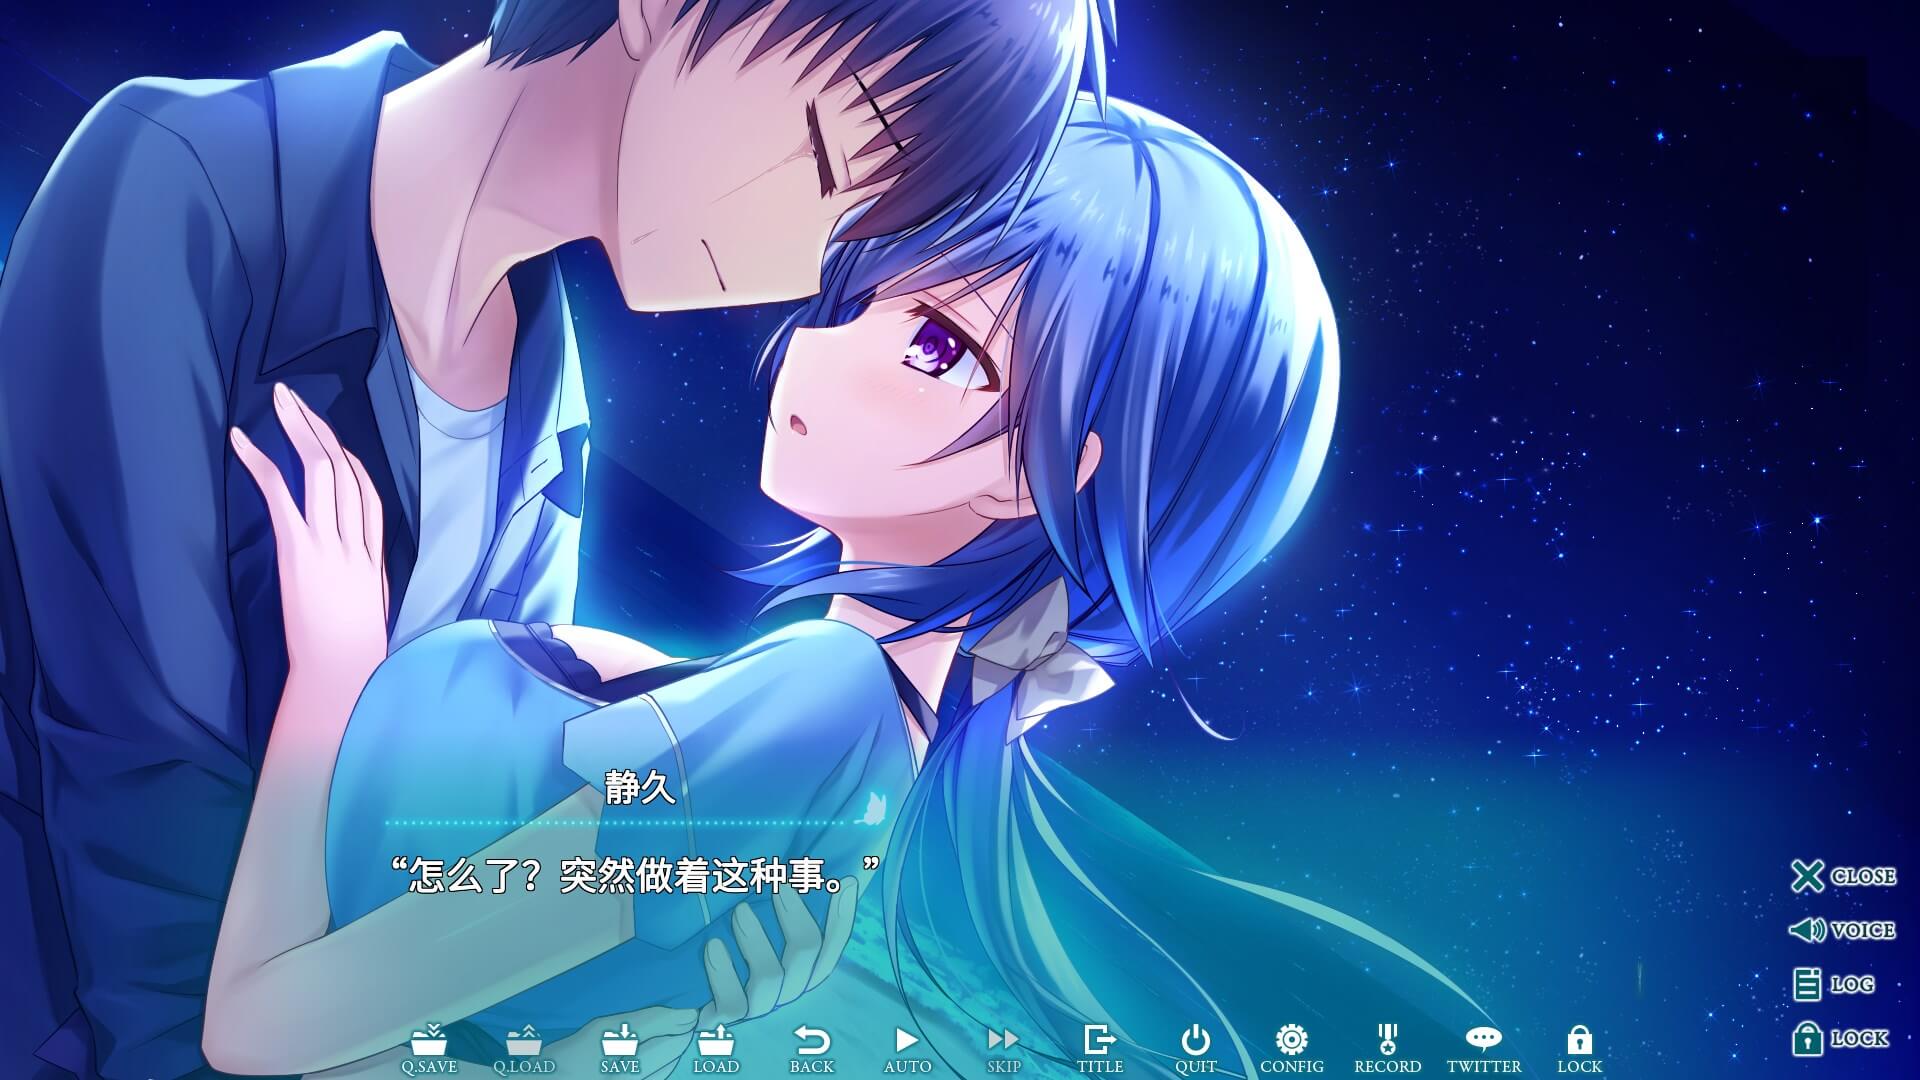 静久
“怎么了？突然做着这种事。”
CLOSE
VOICE
LOG
LOCK
Q.SAVE
Q.LOAD
SAVE
LOAD
BACK
AUTO
SKIP
TITLE
QUIT
CONFIG
RECORD
TWITTER
LOCK